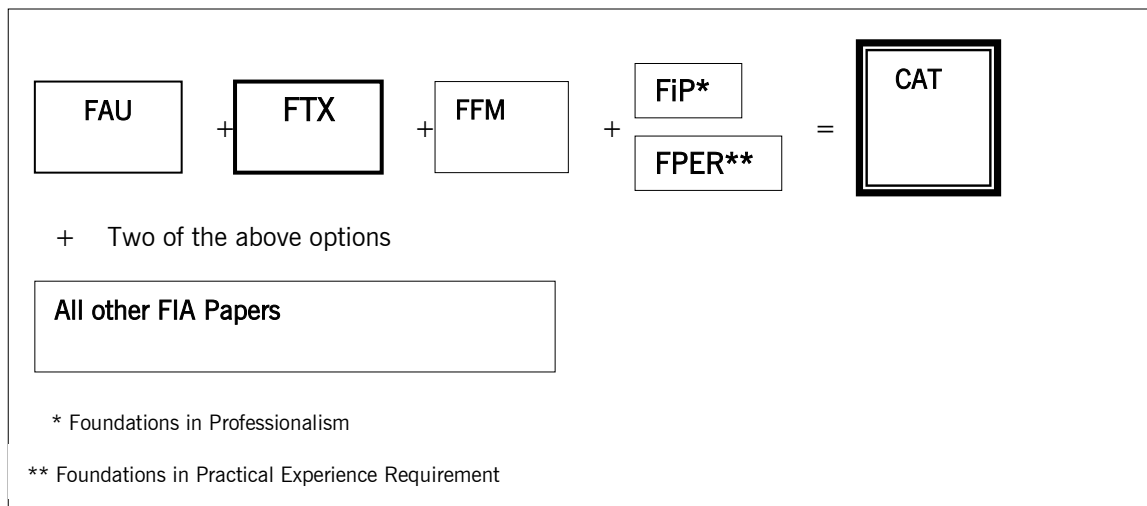 FAU + FTX + FFM + FiP* = CAT
FPER**
+ Two of the above options
All other FIA Papers
* Foundations in Professionalism
** Foundations in Practical Experience Requirement